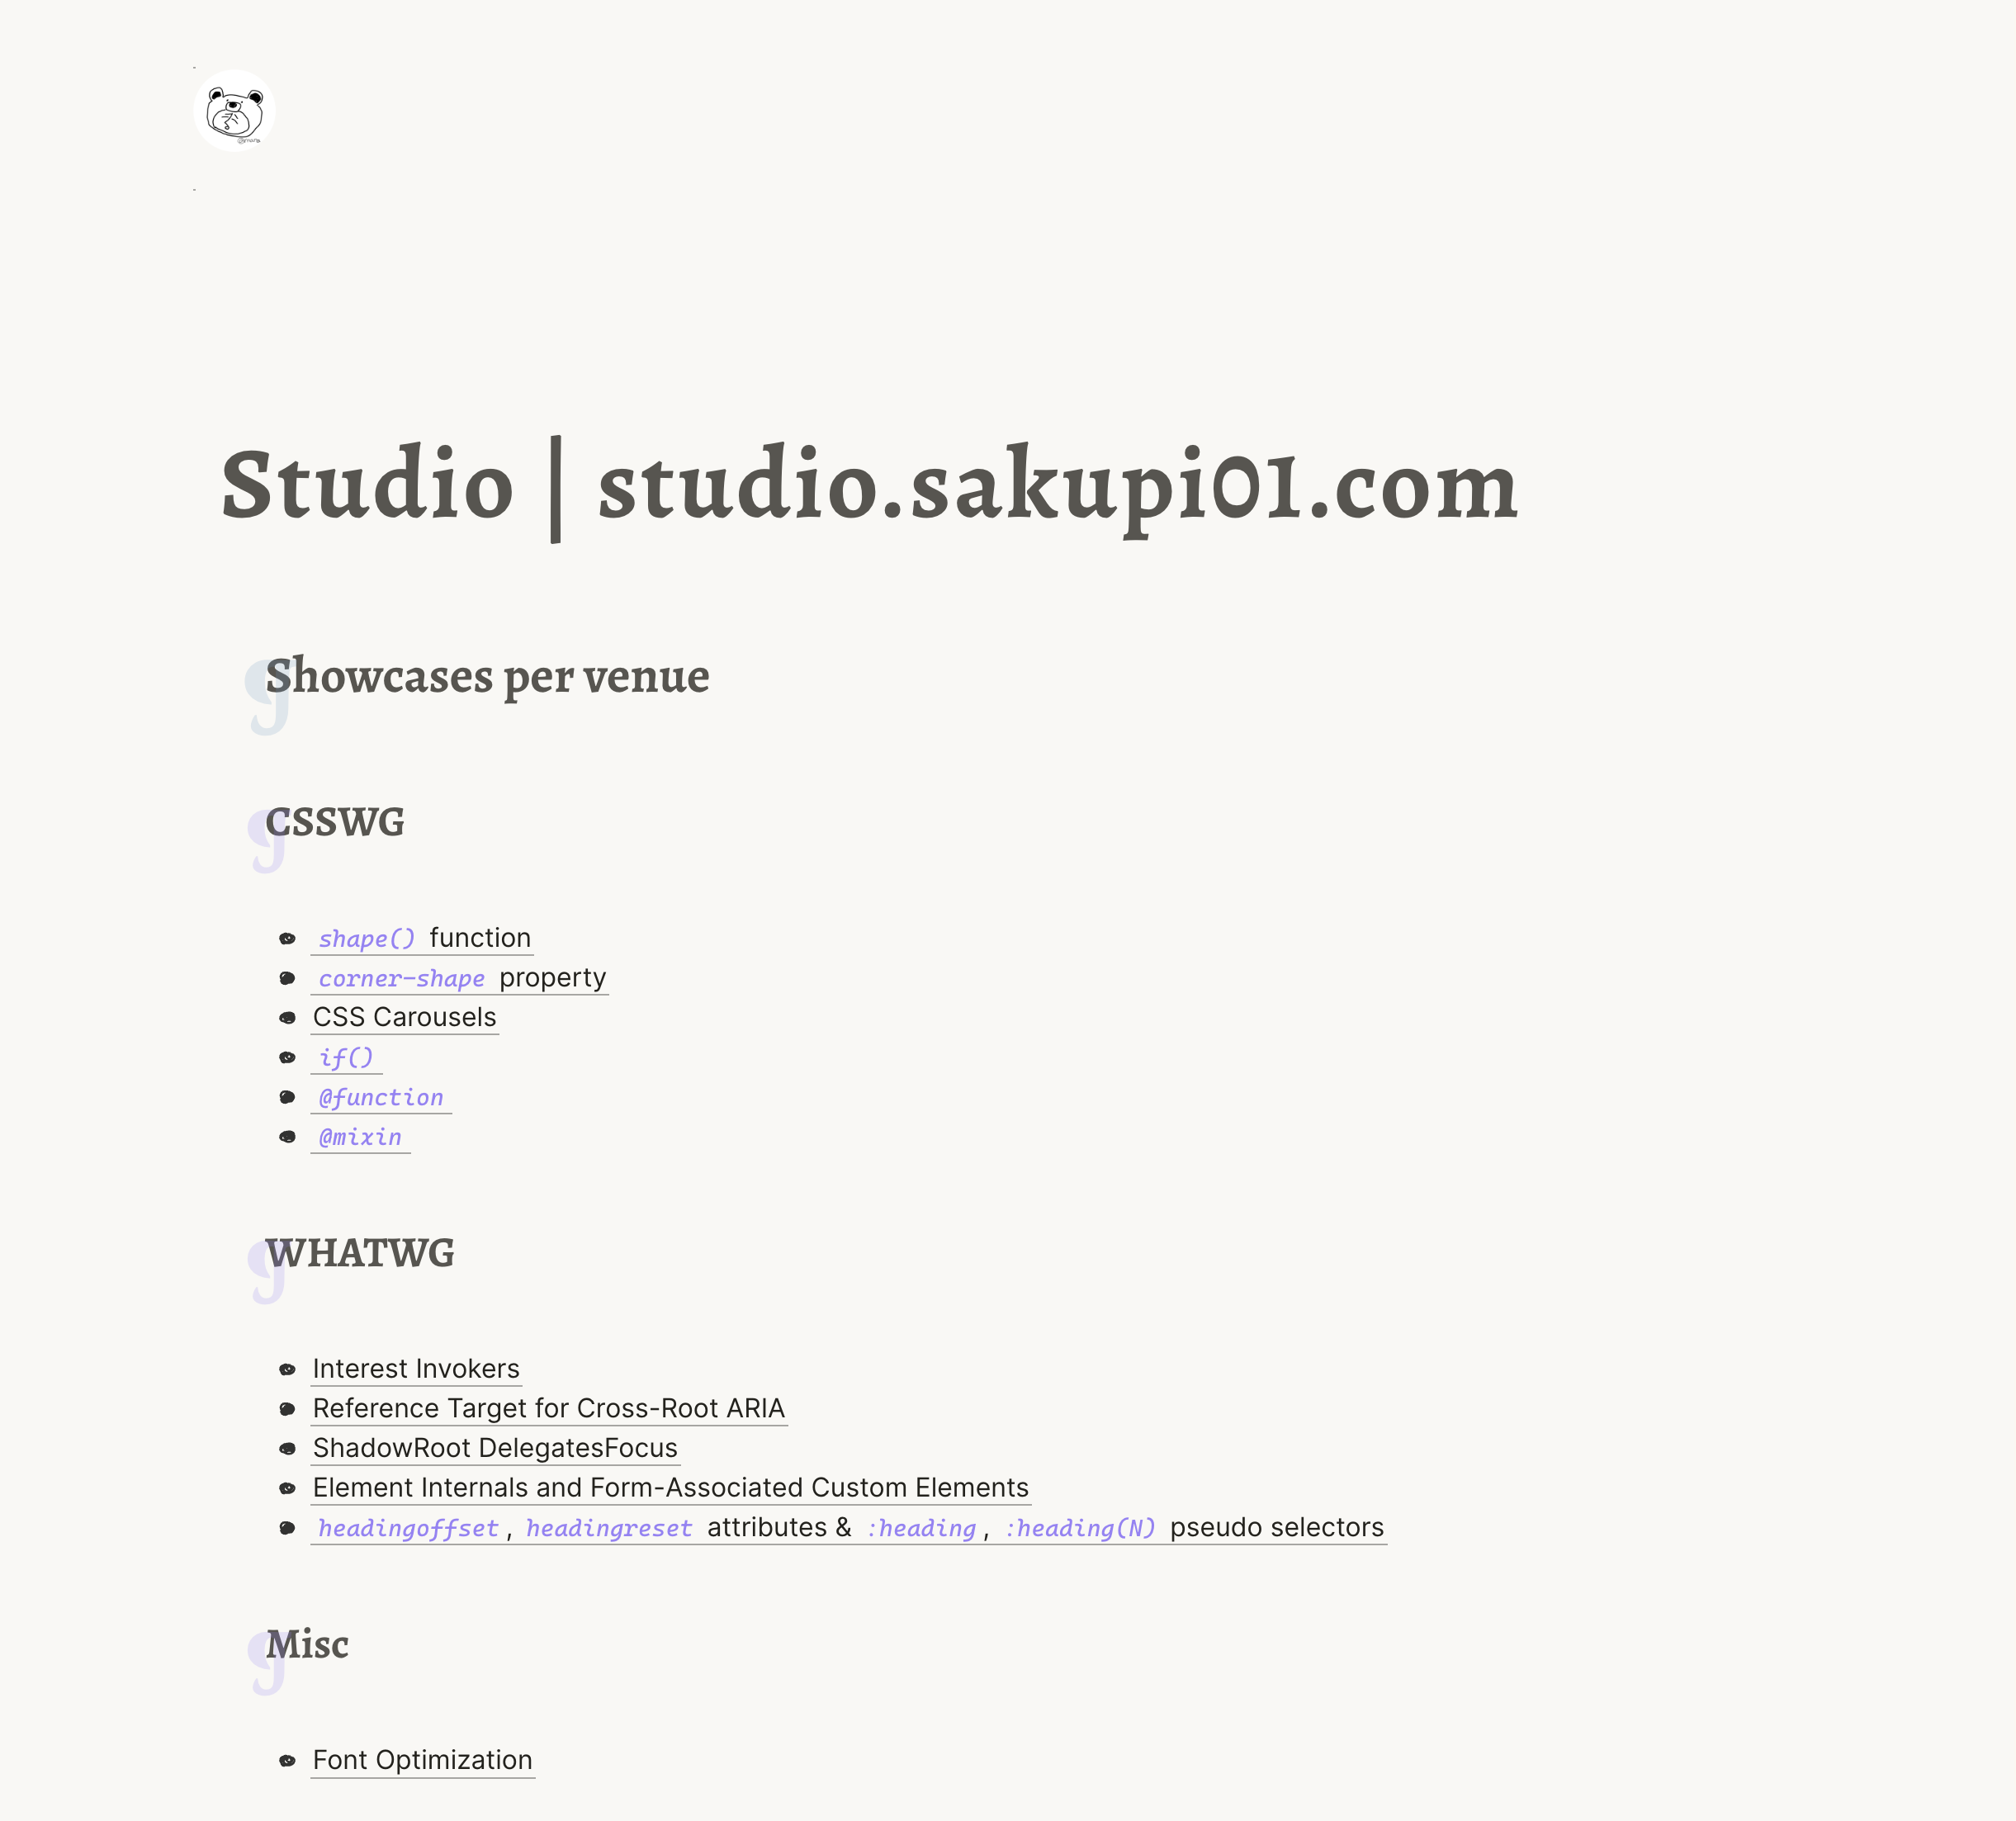 Studio | studio.sakupi01.com
Showcases per venue
CSSWG
shape() function
corner-shape property
CSS Carousels
if()
@function
@mixin
WHATWG
Interest Invokers
Reference Target for Cross-Root ARIA
ShadowRoot DelegatesFocus
Element Internals and Form-Associated Custom Elements
headingoffset, headingreset attributes & :heading, :heading(N) pseudo selectors
Misc
Font Optimization